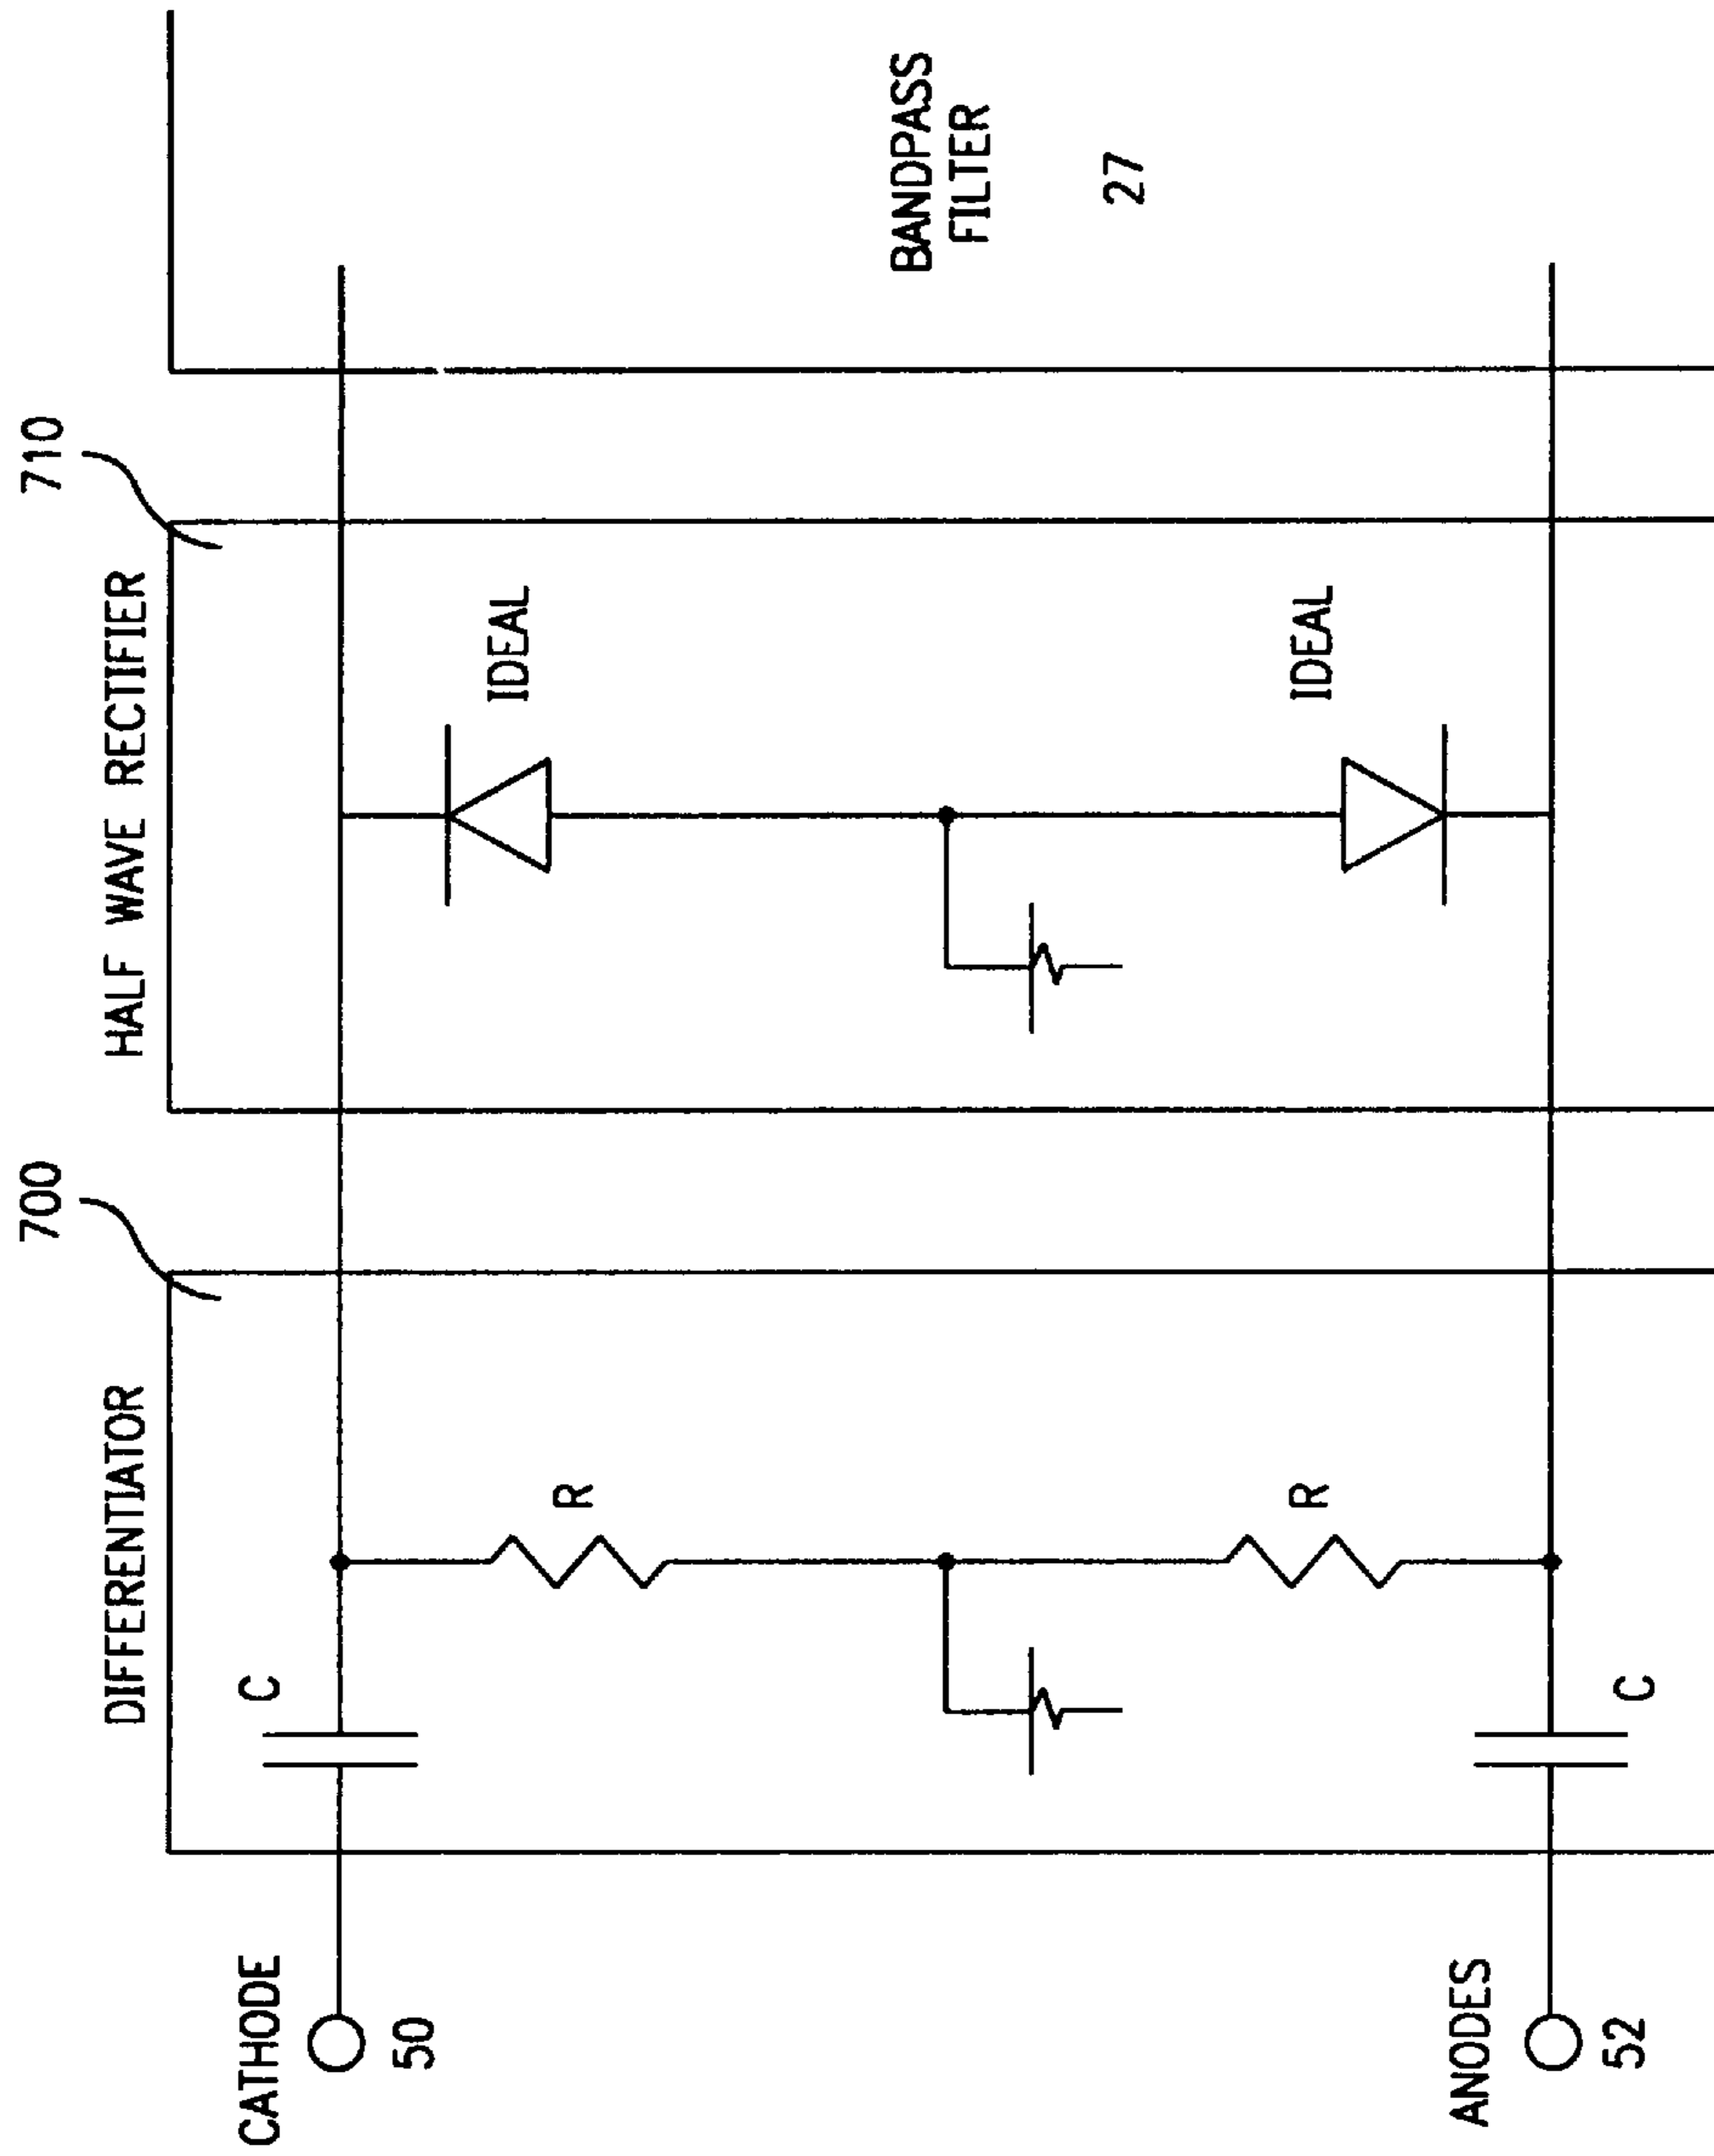 700
710
DIFFERENTIATOR
HALF WAVE RECTIFIER
CATHODE
C
50
IDEAL
R
BANDPASS
FILTER
27
R
IDEAL
ANODES
52
C